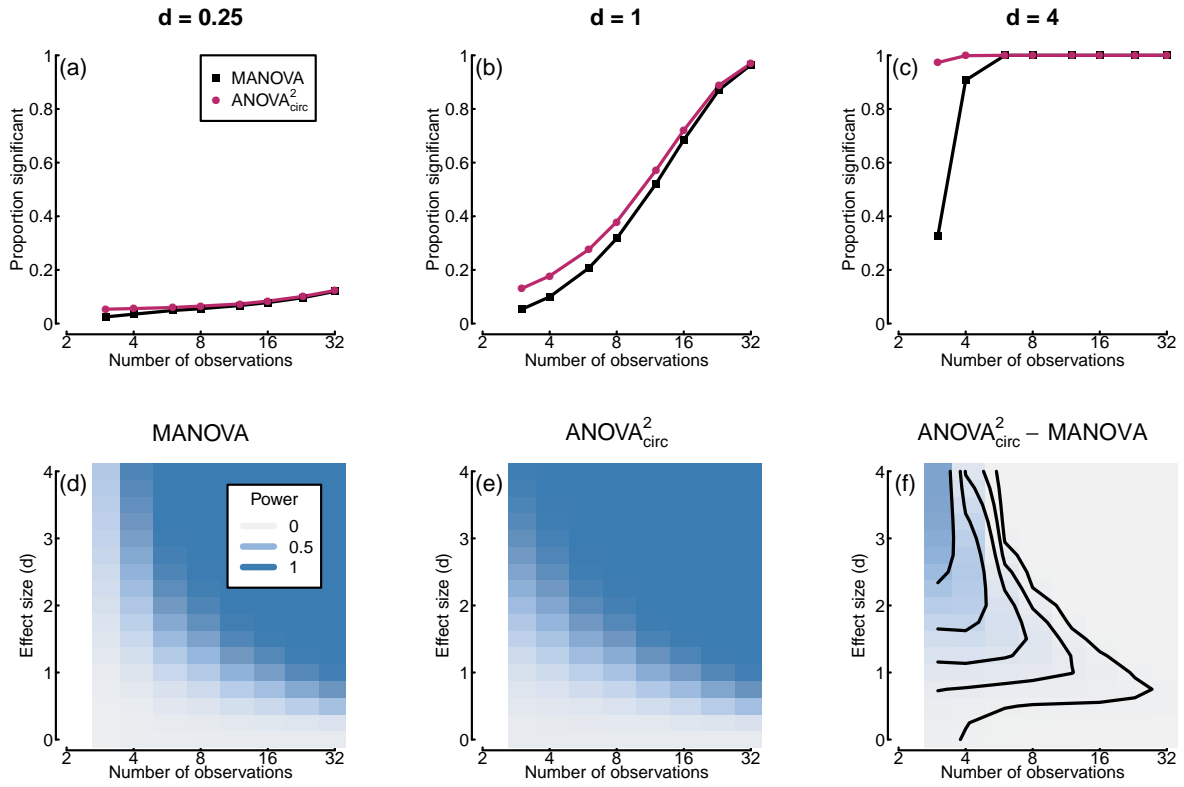 d = 0.25
d = 1
d = 4
(a)
MANOVA
ANOVA²circ
Proportion significant
0
0.2
0.4
0.6
0.8
1
2
4
8
16
32
Number of observations
(b)
Proportion significant
0
0.2
0.4
0.6
0.8
1
2
4
8
16
32
Number of observations
(c)
Proportion significant
0
0.2
0.4
0.6
0.8
1
2
4
8
16
32
Number of observations
MANOVA
(d)
Power
0
0.5
1
Effect size (d)
0
1
2
3
4
2
4
8
16
32
Number of observations
ANOVA²circ
(e)
Effect size (d)
0
1
2
3
4
2
4
8
16
32
Number of observations
ANOVA²circ − MANOVA
(f)
Effect size (d)
0
1
2
3
4
2
4
8
16
32
Number of observations